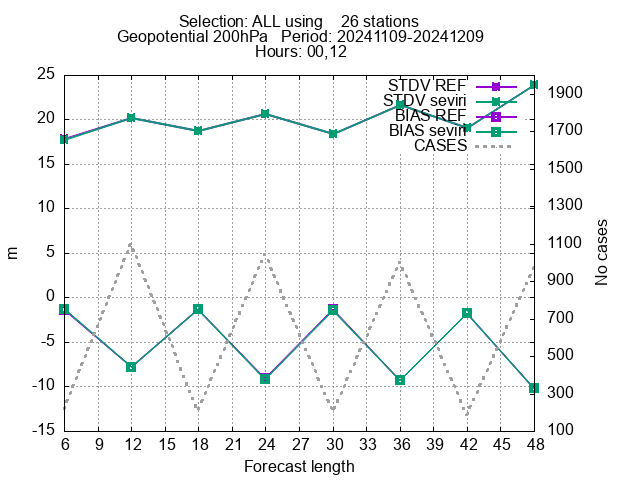 Selection: ALL using    26 stations
Geopotential 200hPa   Period: 20241109-20241209
Hours: 00,12
STDV REF
STDV seviri
BIAS REF
BIAS seviri
CASES
25
20
15
10
5
0
-5
-10
-15
m
1900
1700
1500
1300
1100
900
700
500
300
100
No cases
6 9 12 15 18 21 24 27 30 33 36 39 42 45 48
Forecast length